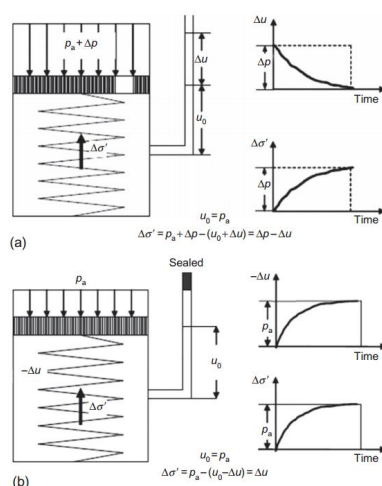 pa + Δp
Δσ′
Δu
u0
Δu
Δp
Time
Δσ′
Δp
Time
u0 = pa
Δσ′ = pa + Δp − (u0 + Δu) = Δp − Δu
(a)
pa
Sealed
−Δu
Δσ′
u0
−Δu
pa
Time
Δσ′
pa
Time
u0 = pa
Δσ′ = pa − (u0 − Δu) = Δu
(b)